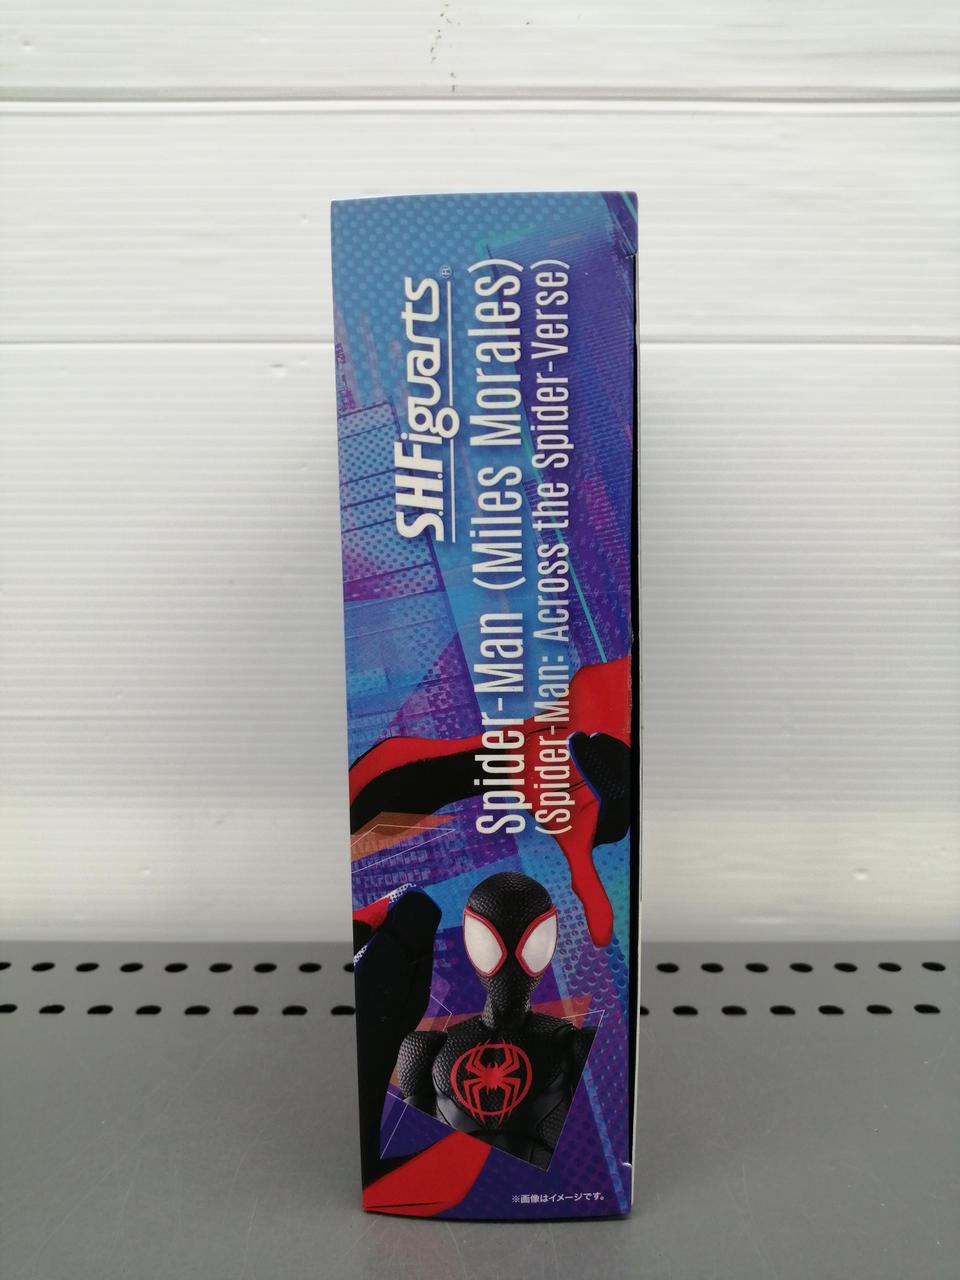 S.H.Figuarts®
Spider-Man (Miles Morales)
(Spider-Man: Across the Spider-Verse)
※画像はイメージです。